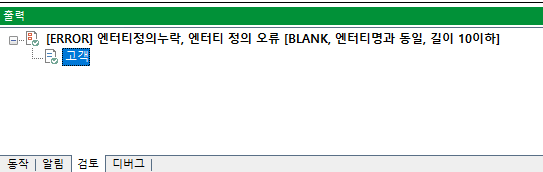 출력
[ERROR] 엔터티정의누락, 엔터티 정의 오류 [BLANK, 엔터티명과 동일, 길이 10이하]
고객
동작 | 알림 | 검토 | 디버그 |